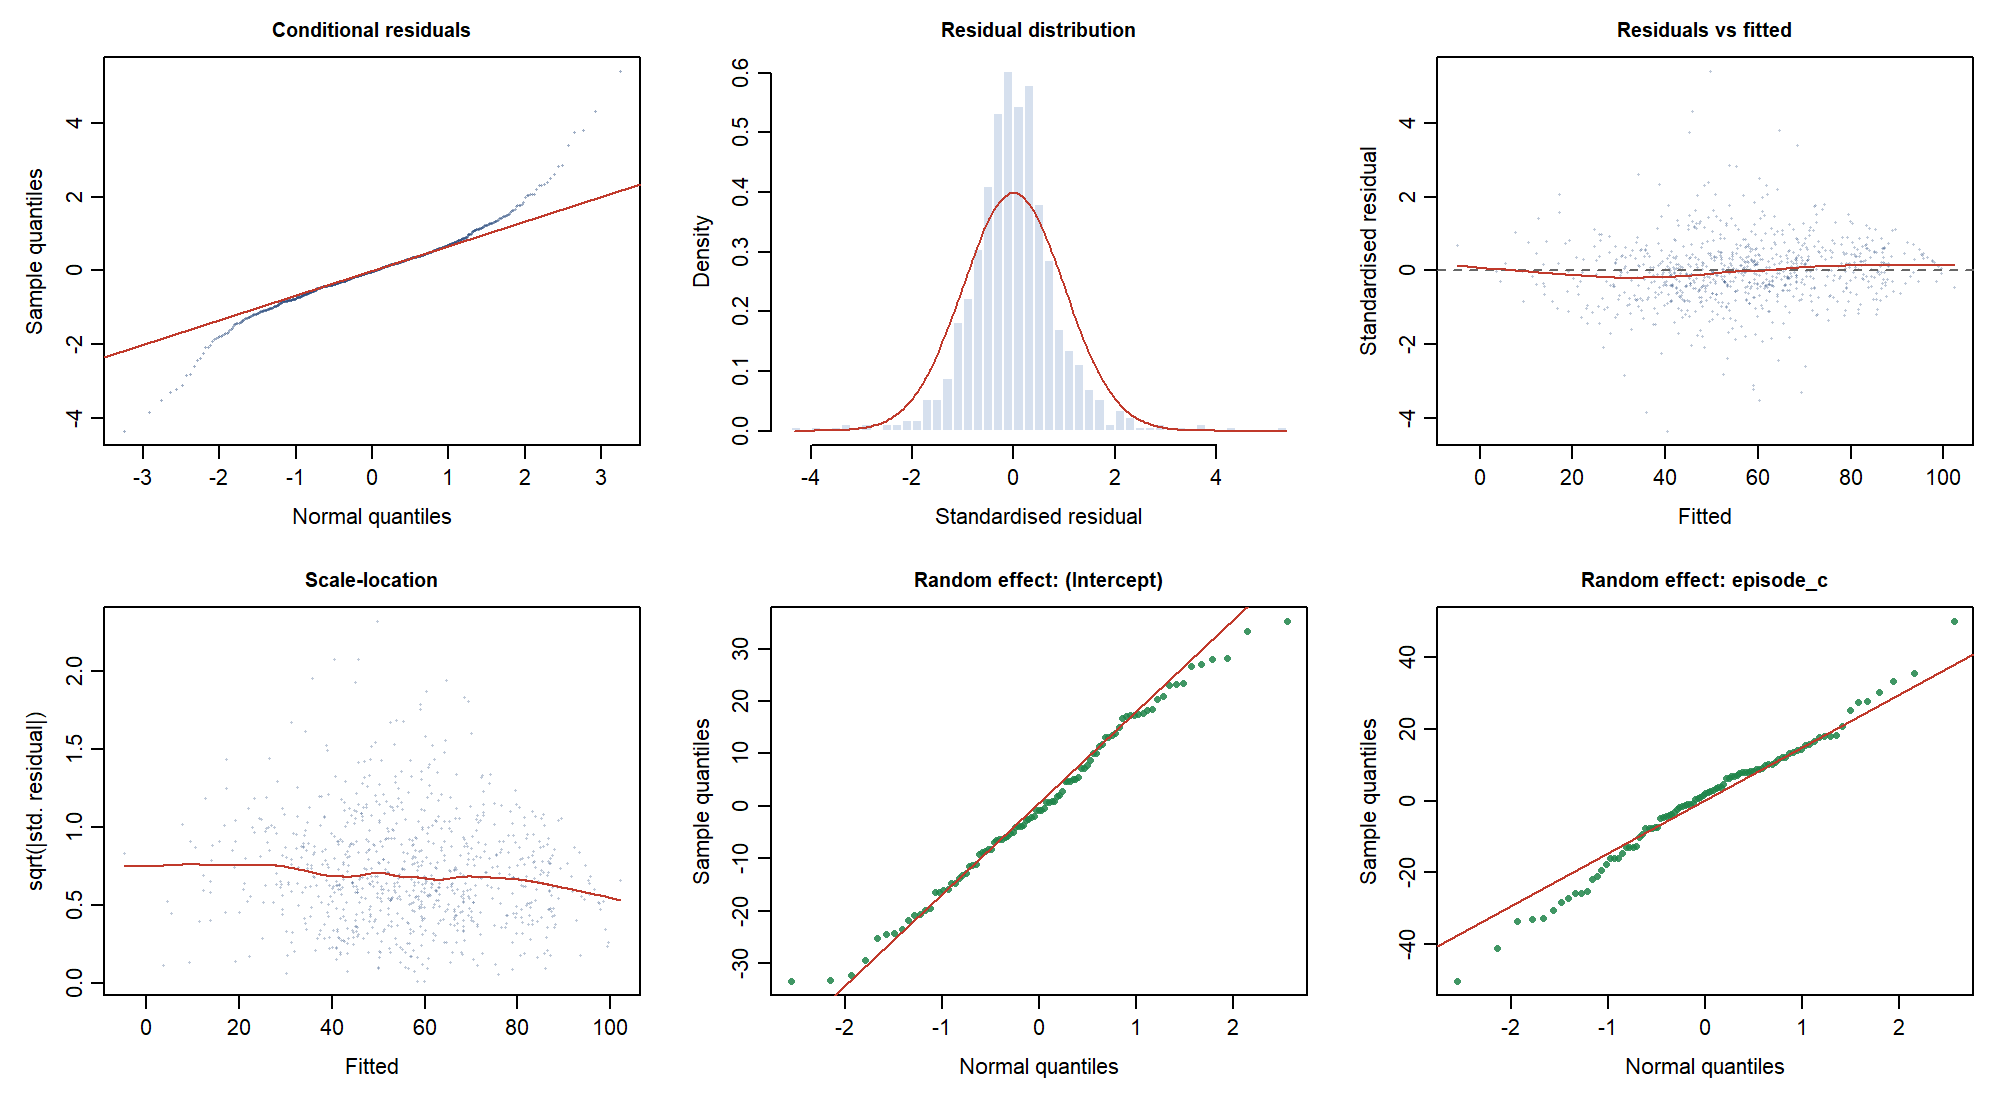 Conditional residuals
Sample quantiles
4
2
0
-2
-4
-3 -2 -1 0 1 2 3
Normal quantiles
Residual distribution
Density
0.6
0.5
0.4
0.3
0.2
0.1
0.0
-4 -2 0 2 4
Standardised residual
Residuals vs fitted
Standardised residual
4
2
0
-2
-4
0 20 40 60 80 100
Fitted
Scale-location
sqrt(|std. residual|)
2.0
1.5
1.0
0.5
0.0
0 20 40 60 80 100
Fitted
Random effect: (Intercept)
Sample quantiles
30
20
10
0
-10
-20
-30
-2 -1 0 1 2
Normal quantiles
Random effect: episode_c
Sample quantiles
40
20
0
-20
-40
-2 -1 0 1 2
Normal quantiles